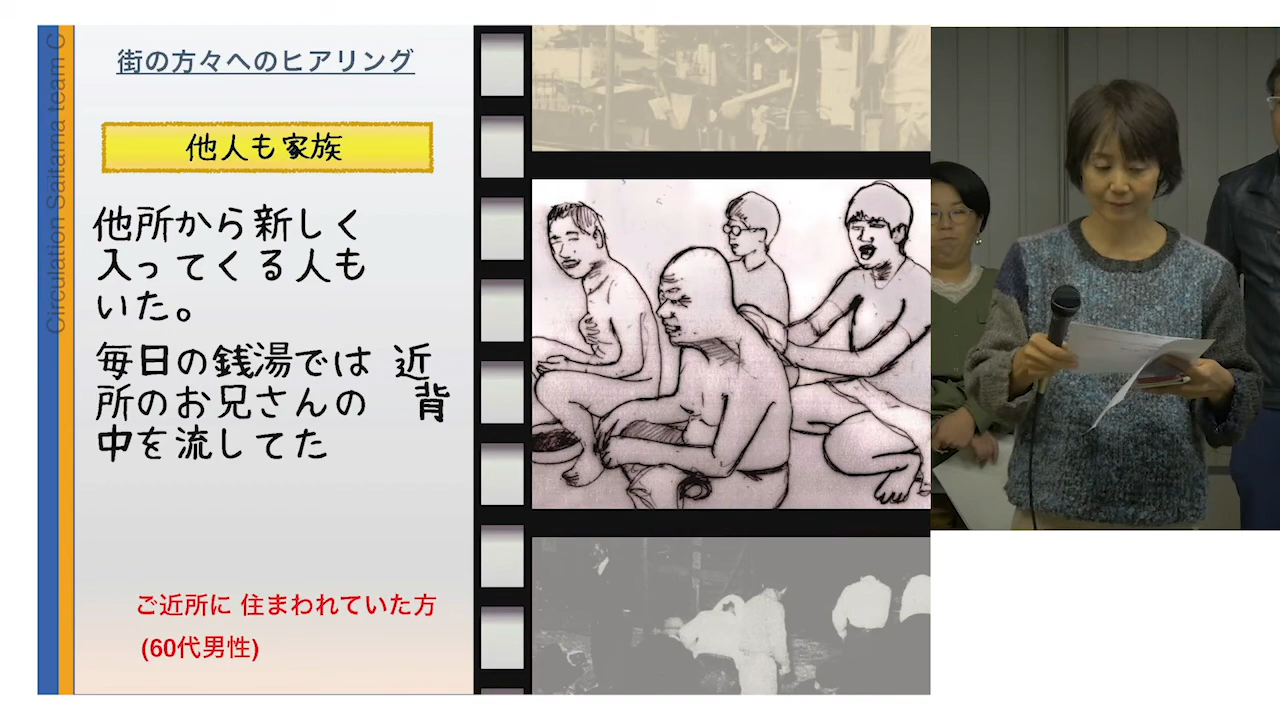 Circulation Saitama team C
街の方々へのヒアリング
他人も家族
他所から新しく
入ってくる人も
いた。
毎日の銭湯では 近
所のお兄さんの 背
中を流してた
ご近所に 住まわれていた方
(60代男性)